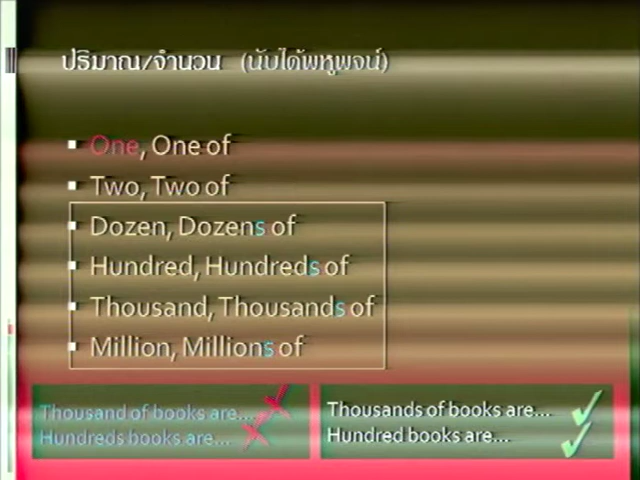 ปริมาณ/จำนวน (นับได้พหูพจน์)
One, One of
Two, Two of
Dozen, Dozens of
Hundred, Hundreds of
Thousand, Thousands of
Million, Millions of
Thousand of books are...
Hundreds books are...
Thousands of books are....
Hundred books are....